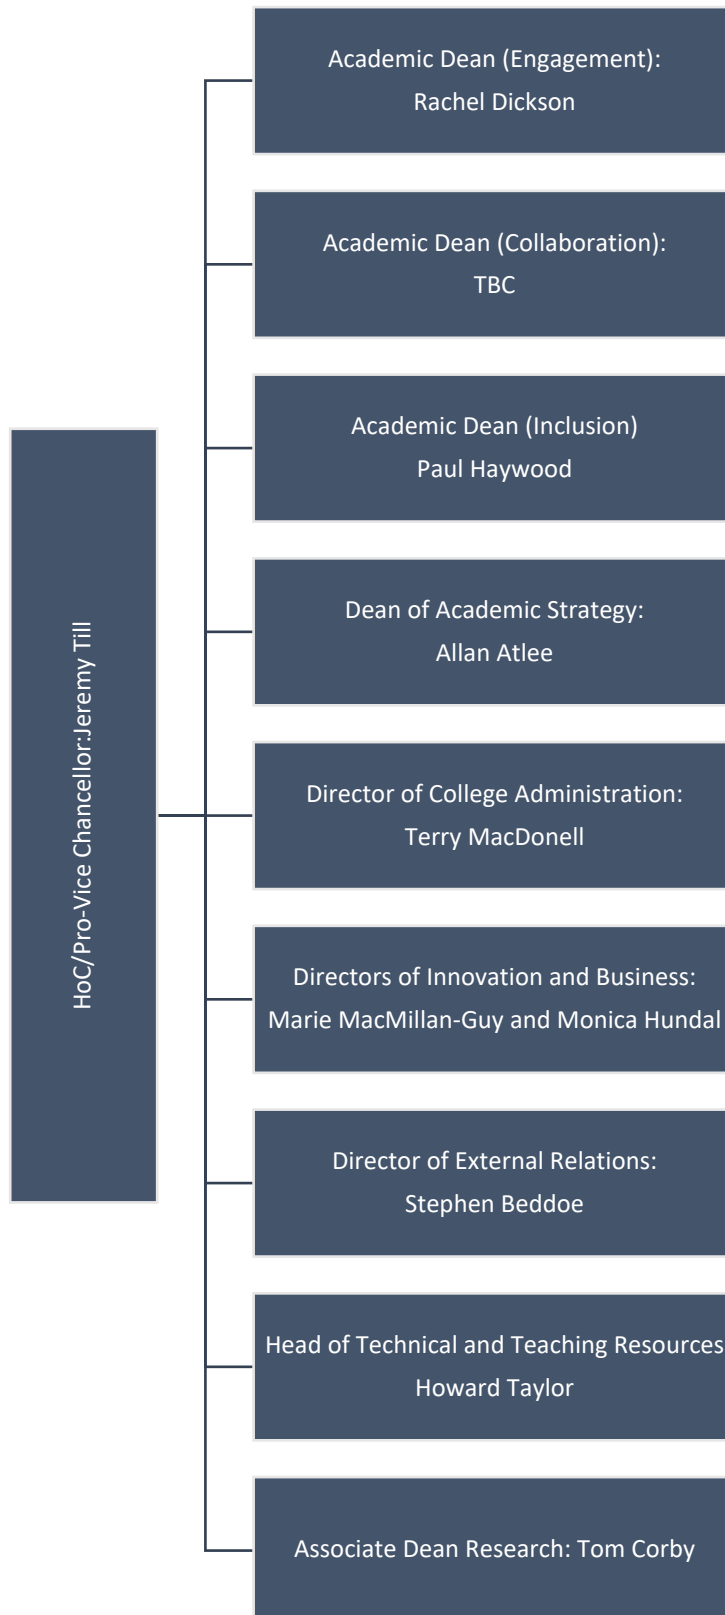 Academic Dean (Engagement):
Rachel Dickson
Academic Dean (Collaboration):
TBC
Academic Dean (Inclusion)
Paul Haywood
HoC/Pro-Vice Chancellor:Jeremy Till
Dean of Academic Strategy:
Allan Atlee
Director of College Administration:
Terry MacDonell
Directors of Innovation and Business:
Marie MacMillan-Guy and Monica Hundal
Director of External Relations:
Stephen Beddoe
Head of Technical and Teaching Resources
Howard Taylor
Associate Dean Research: Tom Corby